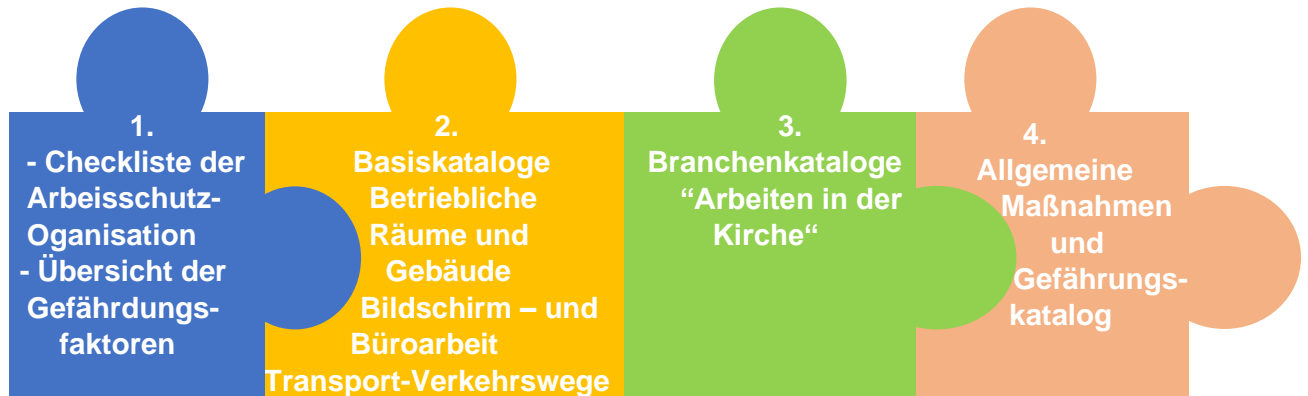 1.
- Checkliste der
Arbeisschutz-
Oganisation
- Übersicht der
Gefährdungs-
faktoren
2.
Basiskataloge
Betriebliche
Räume und
Gebäude
Bildschirm – und
Büroarbeit
Transport-Verkehrswege
3.
Branchenkataloge
“Arbeiten in der
Kirche“
4.
Allgemeine
Maßnahmen
und
Gefährungs-
katalog